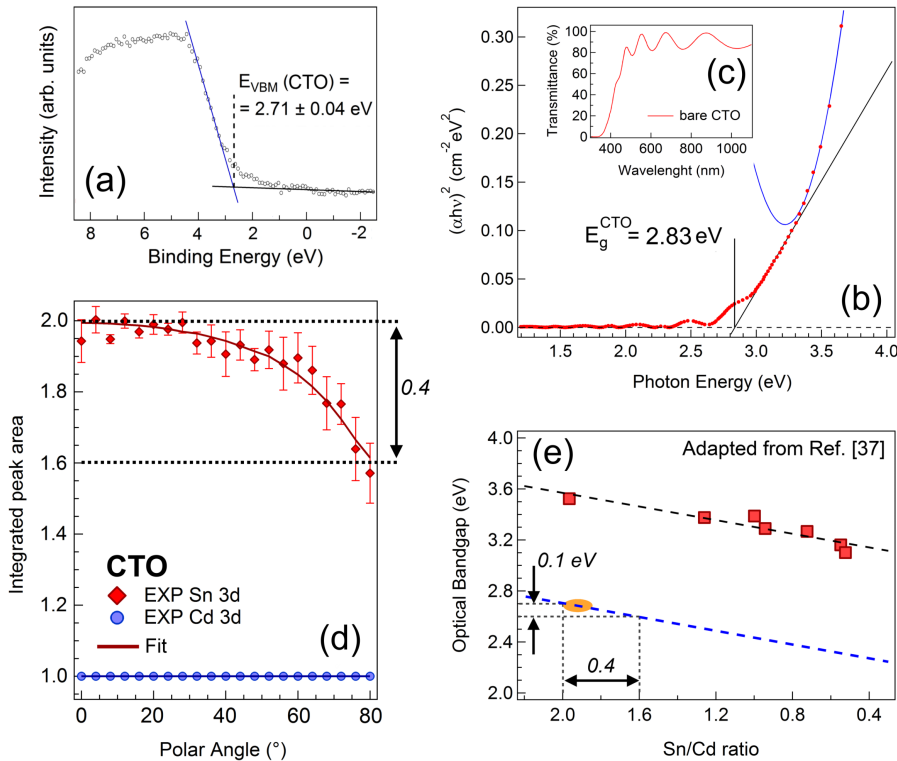 (a)
Intensity (arb. units)
E_VBM (CTO) =
= 2.71 ± 0.04 eV
8 6 4 2 0 -2
Binding Energy (eV)
(b)
(αhν)² (cm⁻²eV²)
0.30
0.25
0.20
0.15
0.10
0.05
0.00
E_g^CTO = 2.83 eV
1.5 2.0 2.5 3.0 3.5 4.0
Photon Energy (eV)
(c)
Transmittance (%)
100
80
60
40
20
0
bare CTO
400 600 800 1000
Wavelenght (nm)
(d)
Integrated peak area
2.0
1.8
1.6
1.4
1.2
1.0
0.4
CTO
EXP Sn 3d
EXP Cd 3d
Fit
0 20 40 60 80
Polar Angle (°)
(e)
Adapted from Ref. [37]
Optical Bandgap (eV)
4.0
3.6
3.2
2.8
2.4
2.0
0.1 eV
0.4
2.0 1.6 1.2 0.8 0.4
Sn/Cd ratio